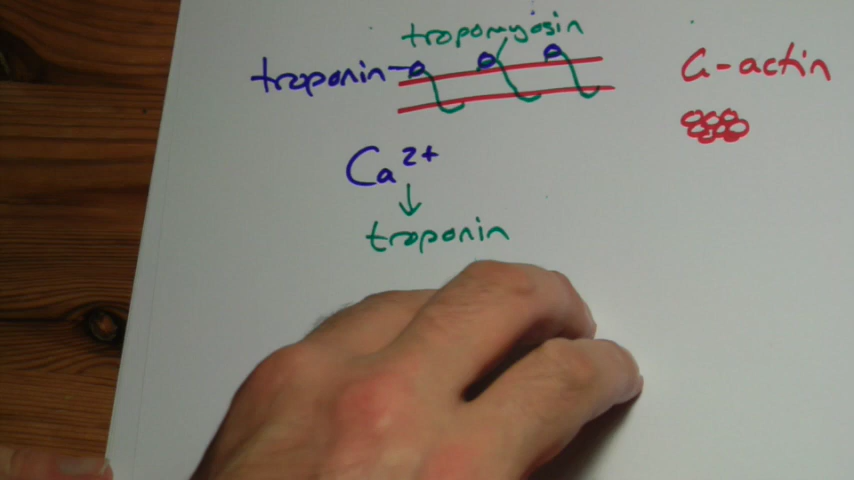 tropomyosin
troponin
G-actin
Ca2+
↓
troponin